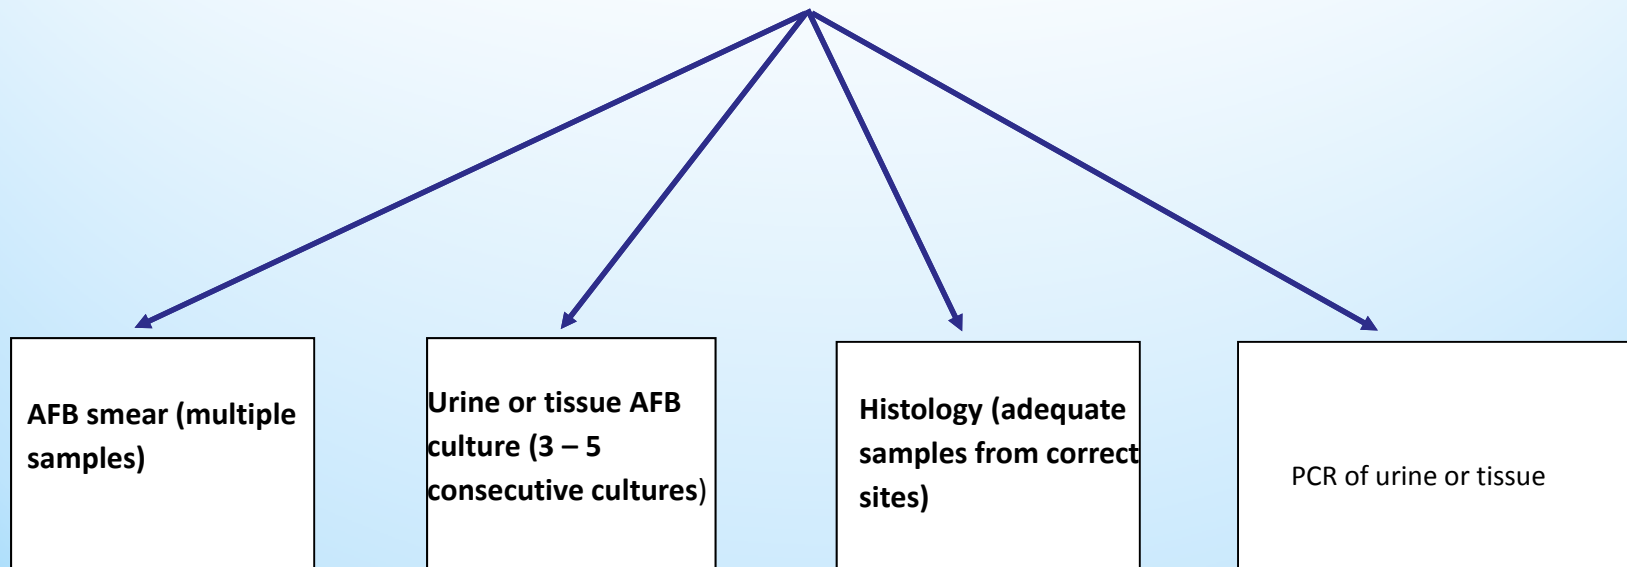 AFB smear (multiple
samples)
Urine or tissue AFB
culture (3 – 5
consecutive cultures)
Histology (adequate
samples from correct
sites)
PCR of urine or tissue